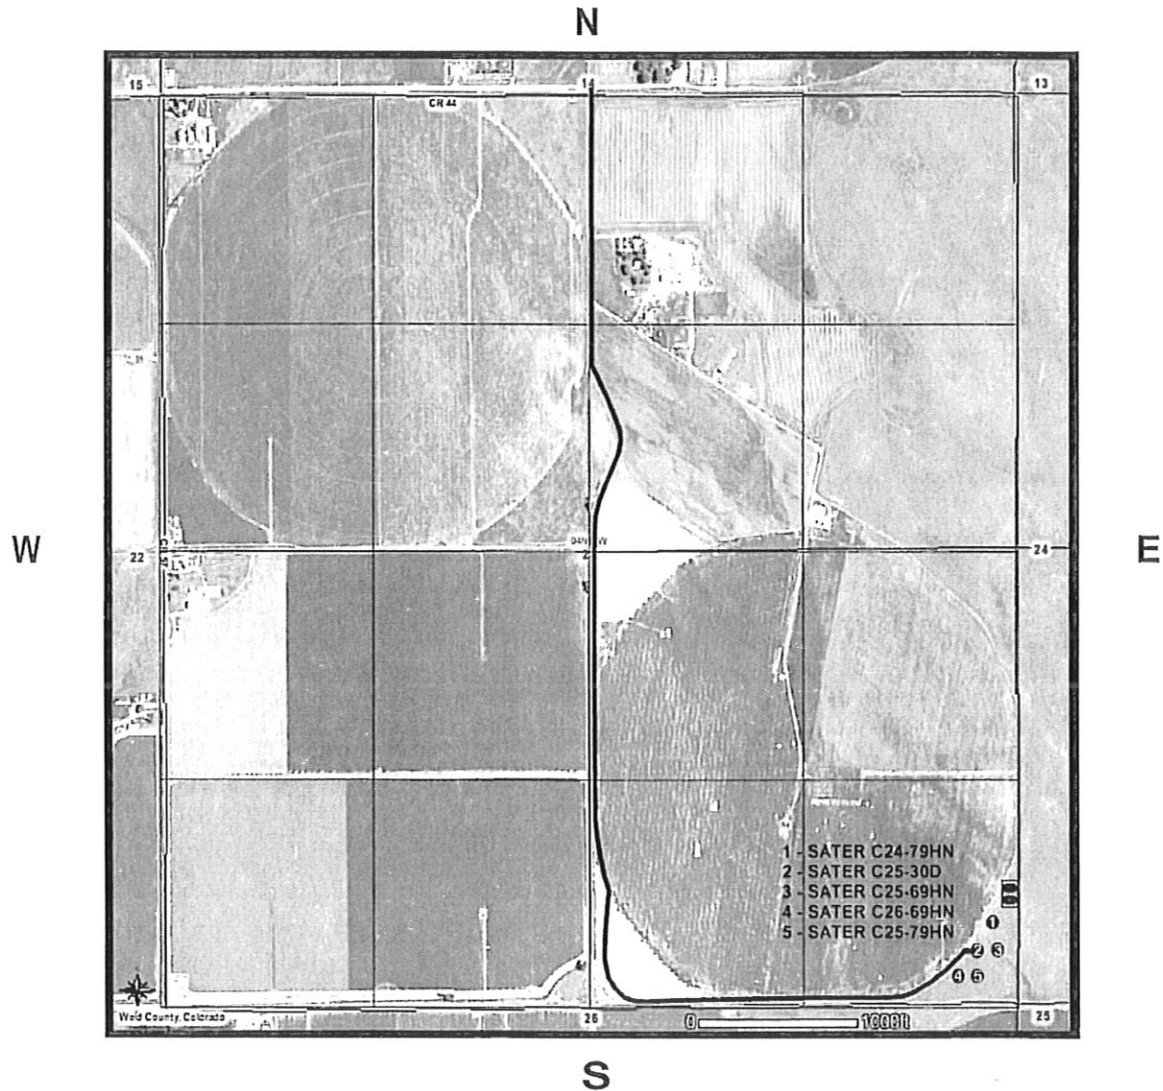 N
15
13
CR 44
W
22
24
E
1 - SATER C24-79HN
2 - SATER C25-30D
3 - SATER C25-69HN
4 - SATER C26-69HN
5 - SATER C25-79HN
1
2 3
4 5
Weld County, Colorado
26
0 1000ft
25
S